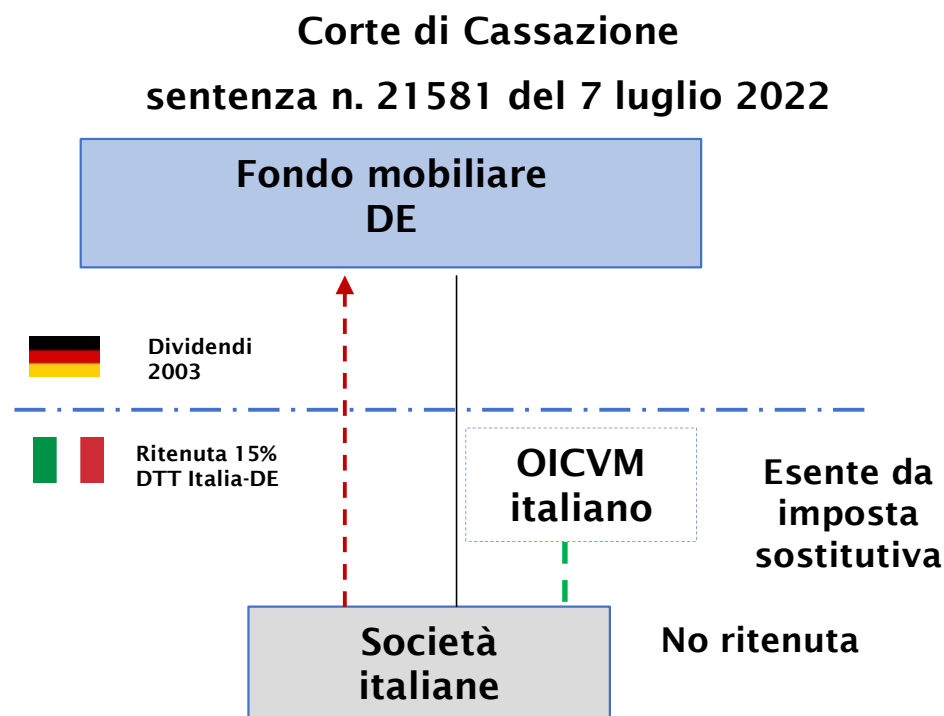 Corte di Cassazione
sentenza n. 21581 del 7 luglio 2022
Fondo mobiliare
DE
Dividendi
2003
Ritenuta 15%
DTT Italia-DE
OICVM
italiano
Esente da
imposta
sostitutiva
Società
italiane
No ritenuta